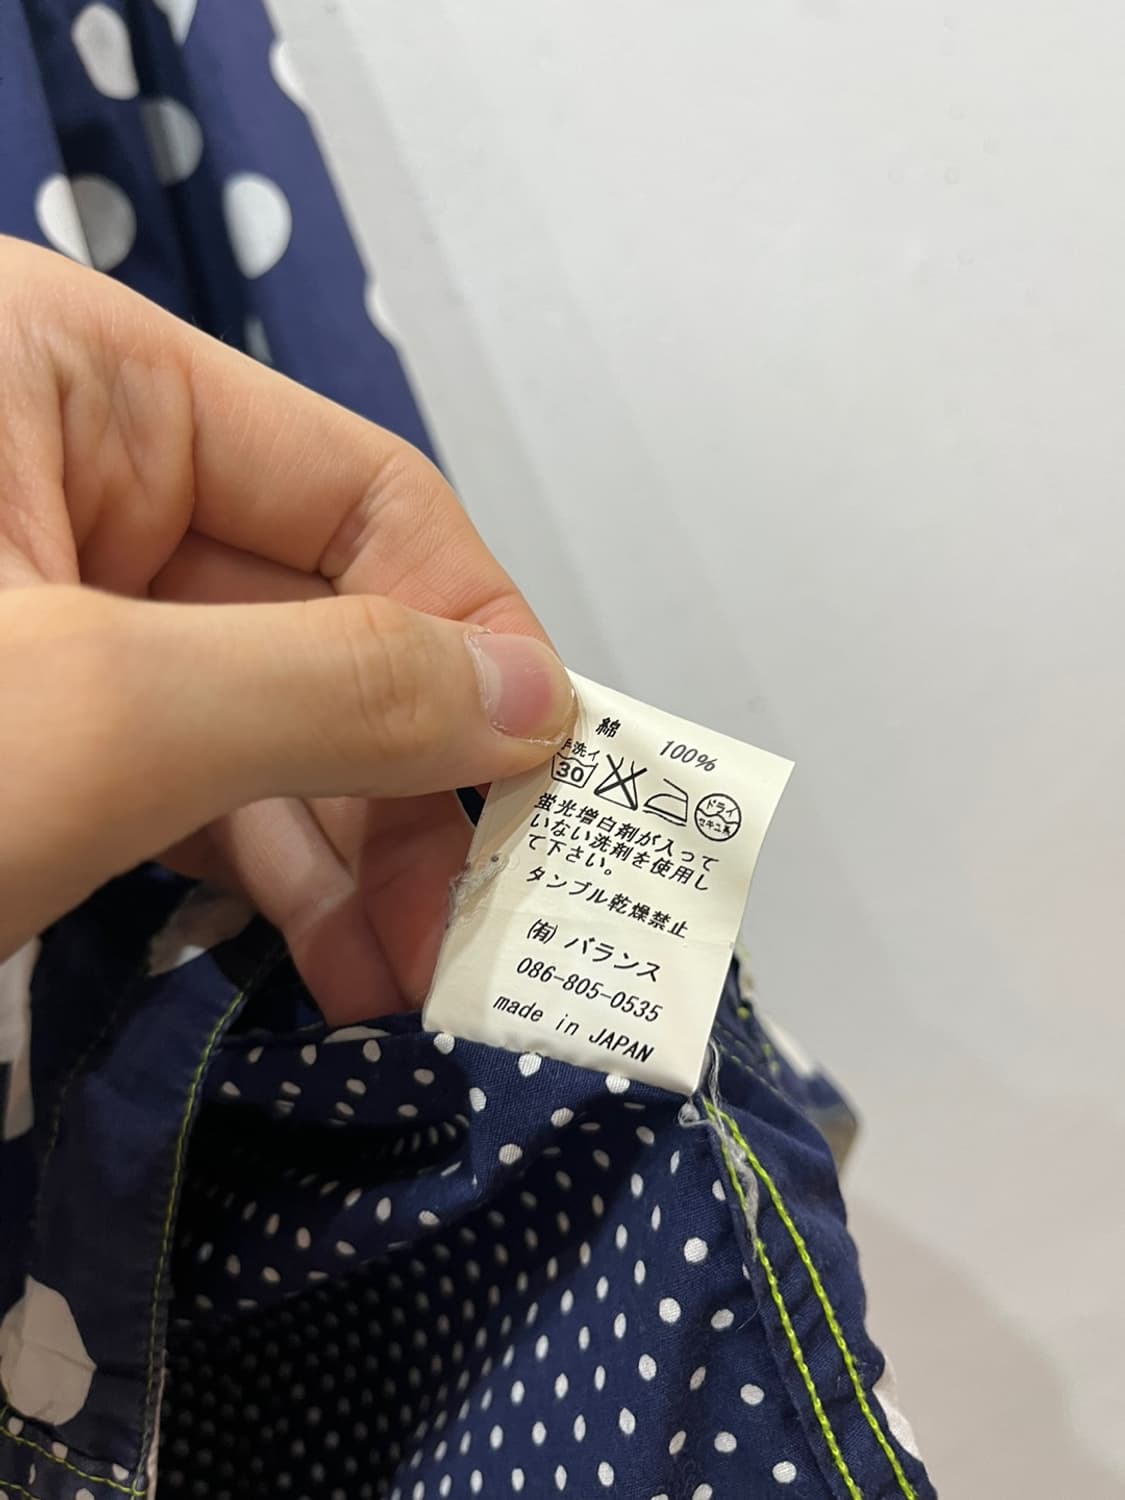 綿 100%
手洗イ
30
ドライ
セキユ系
蛍光増白剤が入って
いない洗剤を使用し
て下さい。
タンブル乾燥禁止
㈲ バランス
086-805-0535
made in JAPAN